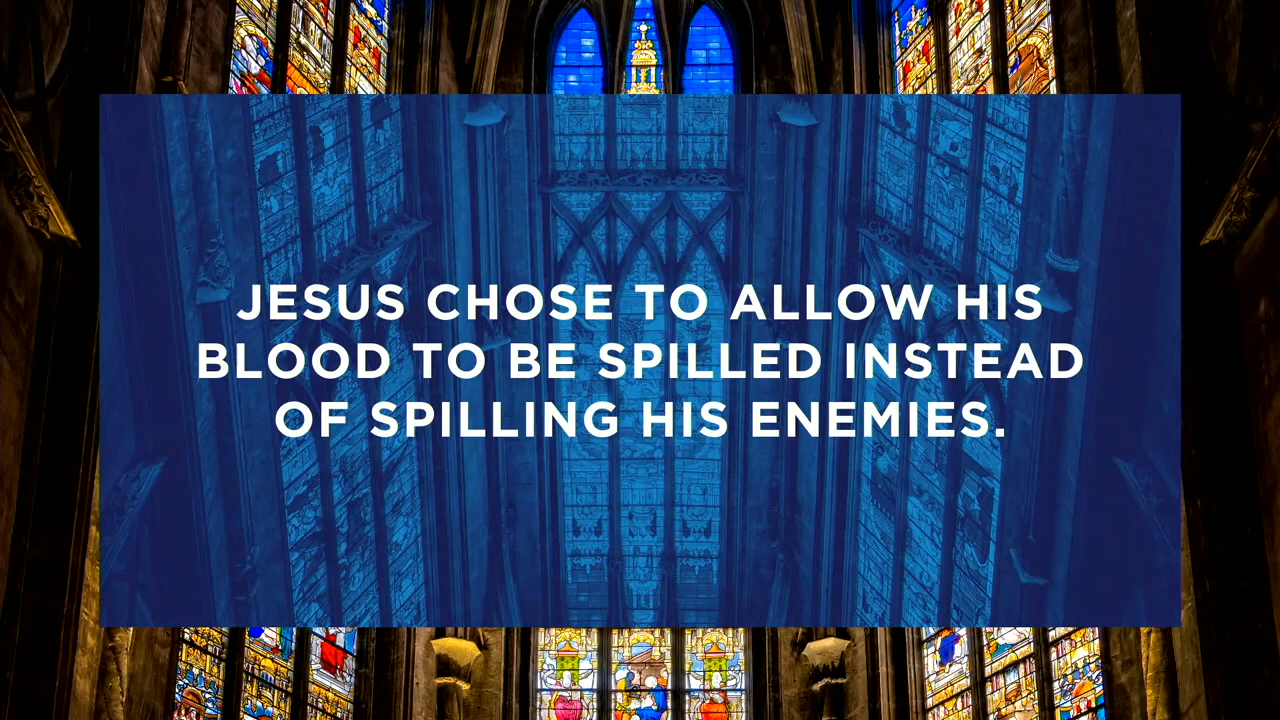 JESUS CHOSE TO ALLOW HIS
BLOOD TO BE SPILLED INSTEAD
OF SPILLING HIS ENEMIES.